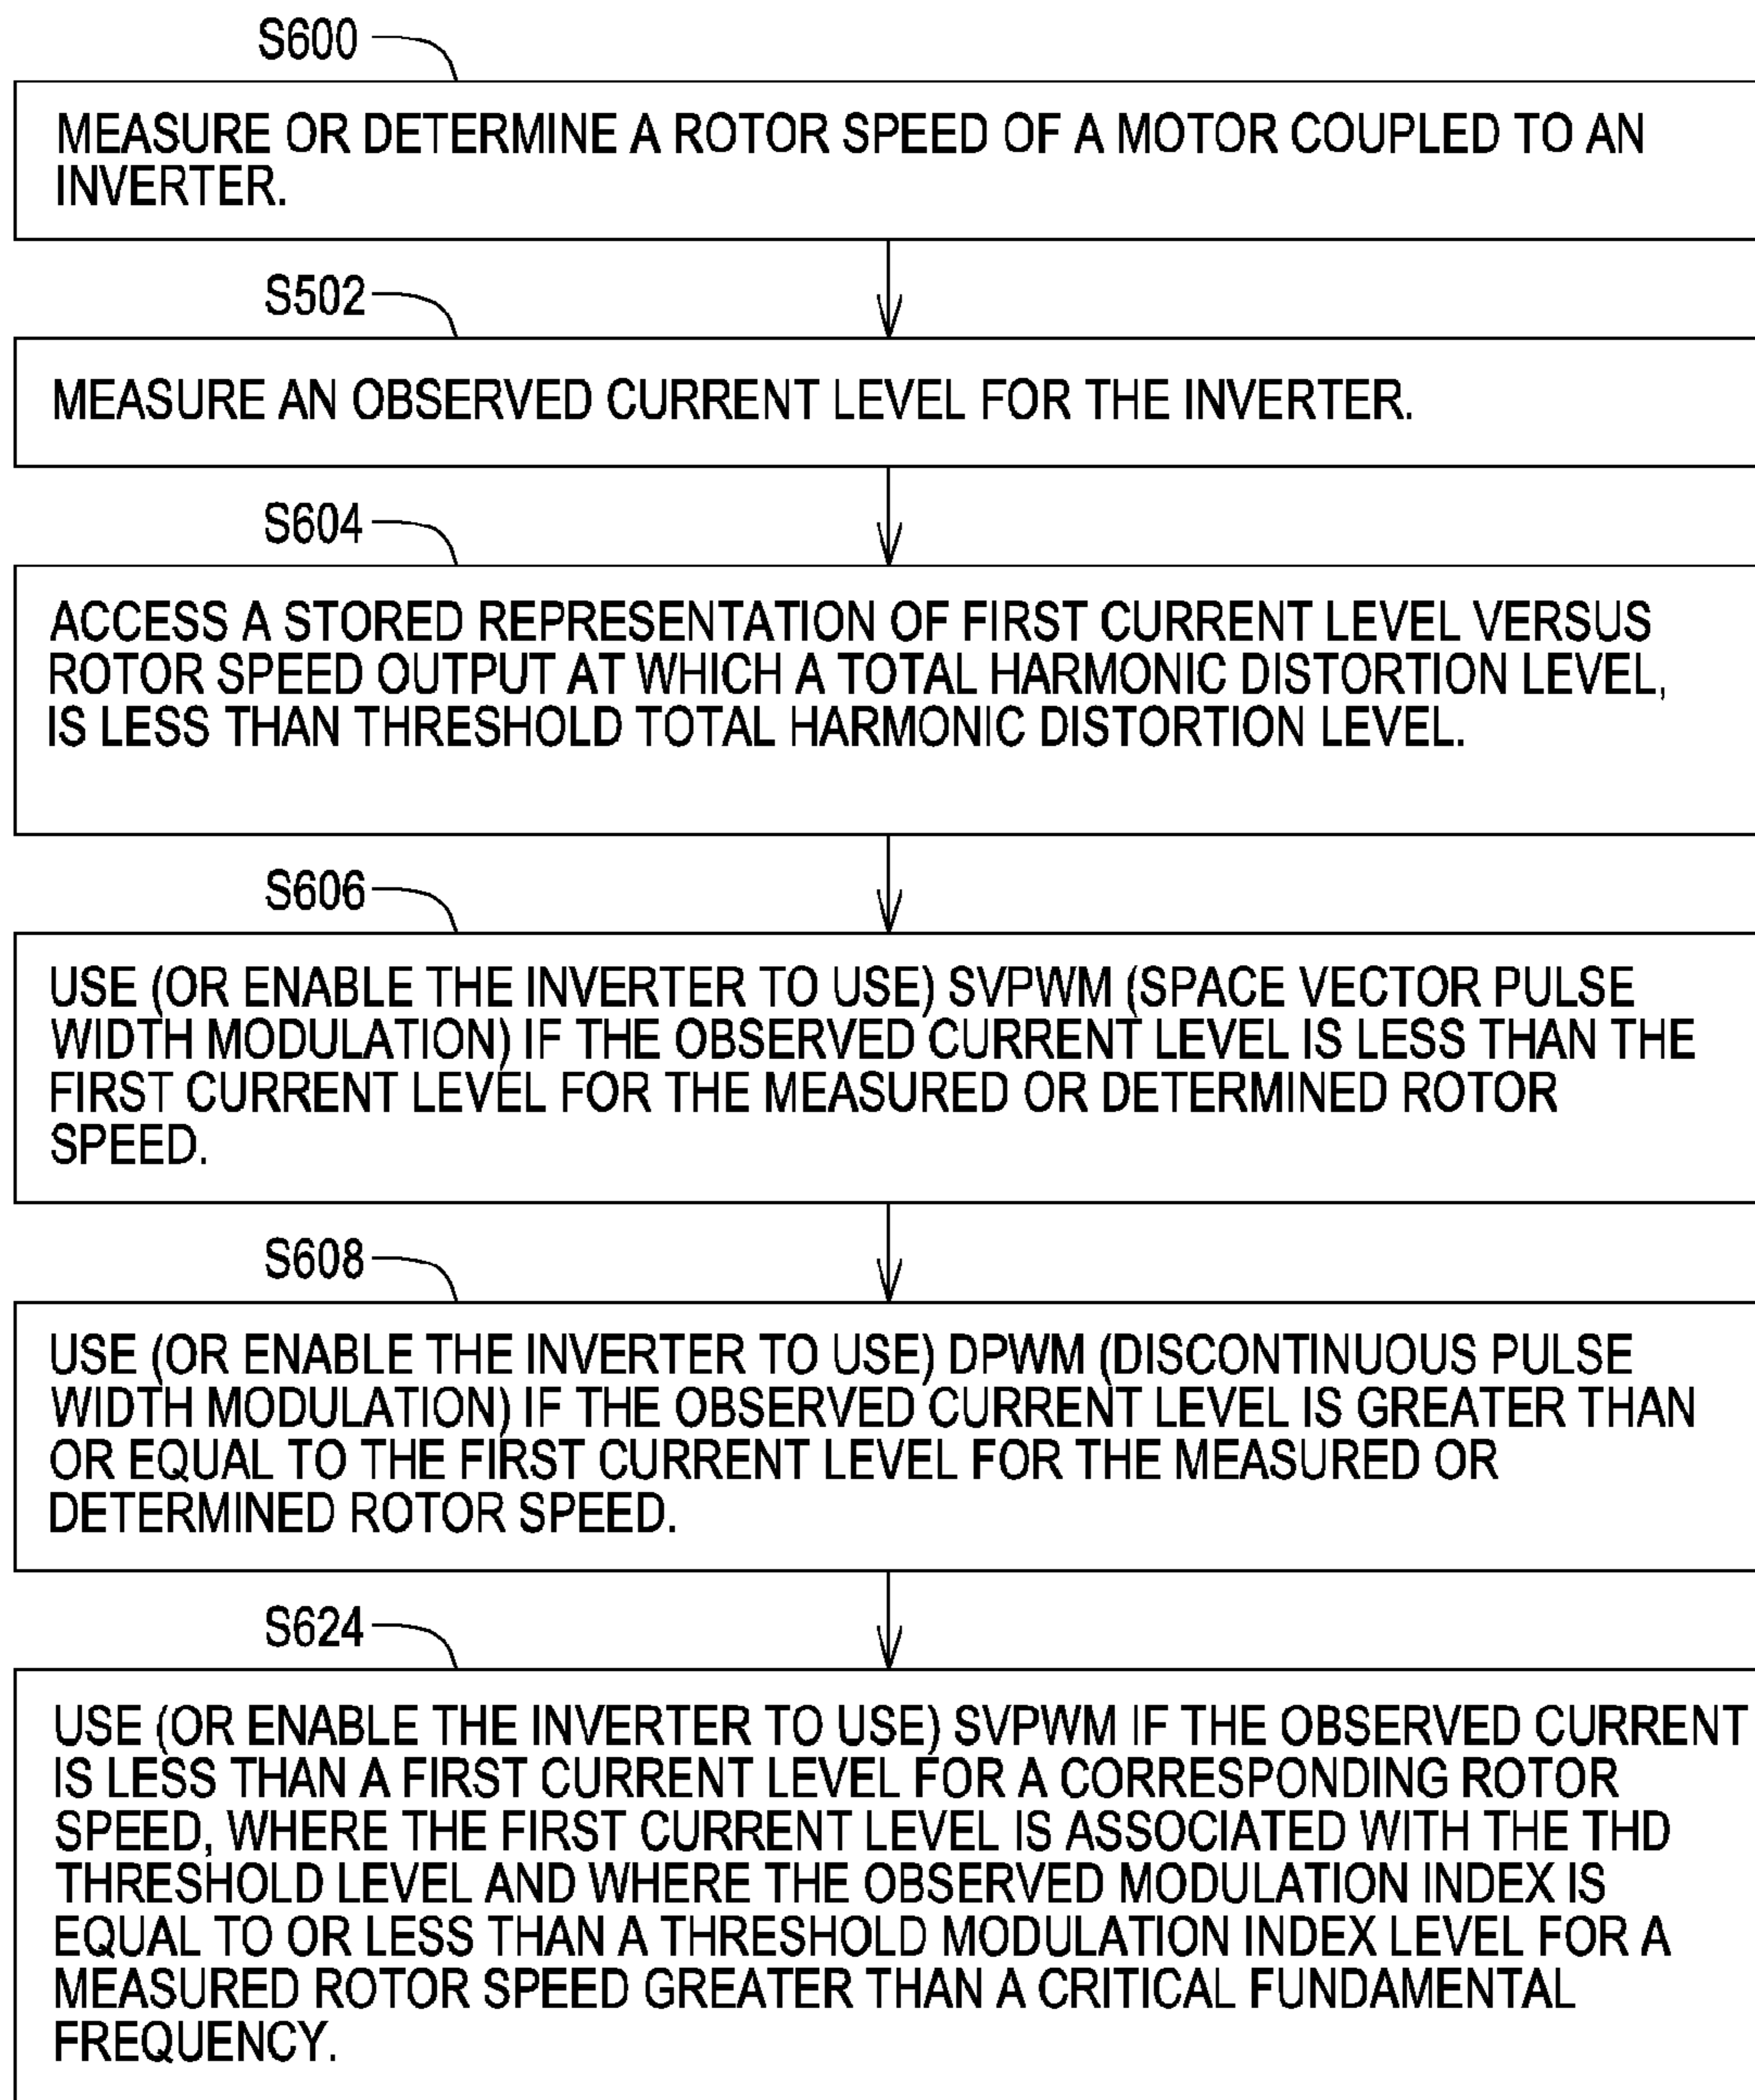 S600
MEASURE OR DETERMINE A ROTOR SPEED OF A MOTOR COUPLED TO AN
INVERTER.
S502
MEASURE AN OBSERVED CURRENT LEVEL FOR THE INVERTER.
S604
ACCESS A STORED REPRESENTATION OF FIRST CURRENT LEVEL VERSUS
ROTOR SPEED OUTPUT AT WHICH A TOTAL HARMONIC DISTORTION LEVEL,
IS LESS THAN THRESHOLD TOTAL HARMONIC DISTORTION LEVEL.
S606
USE (OR ENABLE THE INVERTER TO USE) SVPWM (SPACE VECTOR PULSE
WIDTH MODULATION) IF THE OBSERVED CURRENT LEVEL IS LESS THAN THE
FIRST CURRENT LEVEL FOR THE MEASURED OR DETERMINED ROTOR
SPEED.
S608
USE (OR ENABLE THE INVERTER TO USE) DPWM (DISCONTINUOUS PULSE
WIDTH MODULATION) IF THE OBSERVED CURRENT LEVEL IS GREATER THAN
OR EQUAL TO THE FIRST CURRENT LEVEL FOR THE MEASURED OR
DETERMINED ROTOR SPEED.
S624
USE (OR ENABLE THE INVERTER TO USE) SVPWM IF THE OBSERVED CURRENT
IS LESS THAN A FIRST CURRENT LEVEL FOR A CORRESPONDING ROTOR
SPEED, WHERE THE FIRST CURRENT LEVEL IS ASSOCIATED WITH THE THD
THRESHOLD LEVEL AND WHERE THE OBSERVED MODULATION INDEX IS
EQUAL TO OR LESS THAN A THRESHOLD MODULATION INDEX LEVEL FOR A
MEASURED ROTOR SPEED GREATER THAN A CRITICAL FUNDAMENTAL
FREQUENCY.